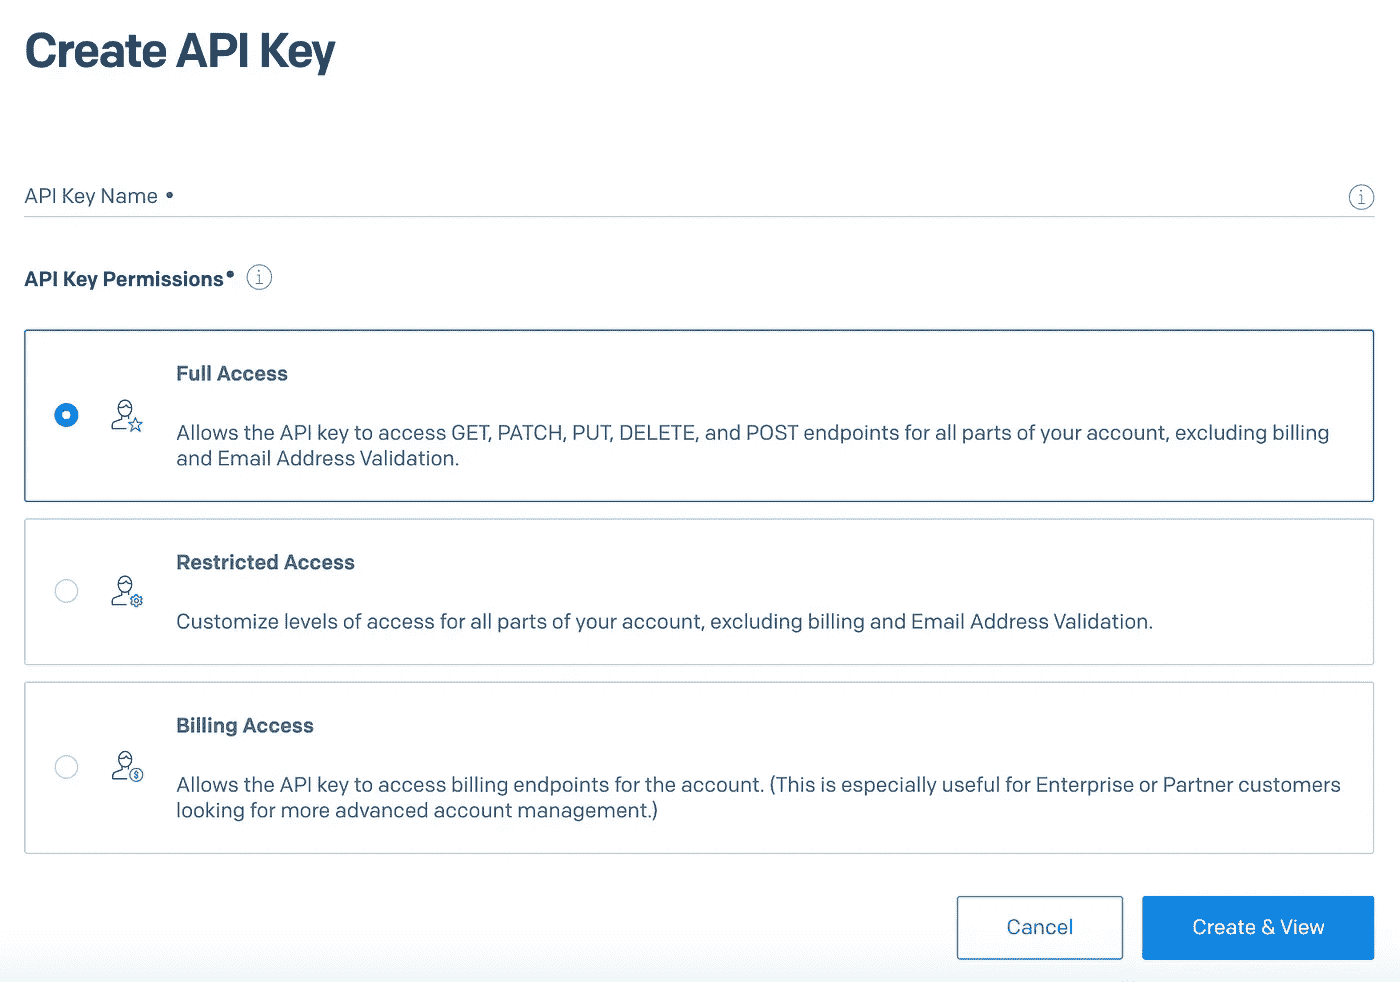 Create API Key
API Key Name •
API Key Permissions•
Full Access
Allows the API key to access GET, PATCH, PUT, DELETE, and POST endpoints for all parts of your account, excluding billing
and Email Address Validation.
Restricted Access
Customize levels of access for all parts of your account, excluding billing and Email Address Validation.
Billing Access
Allows the API key to access billing endpoints for the account. (This is especially useful for Enterprise or Partner customers
looking for more advanced account management.)
Cancel
Create & View